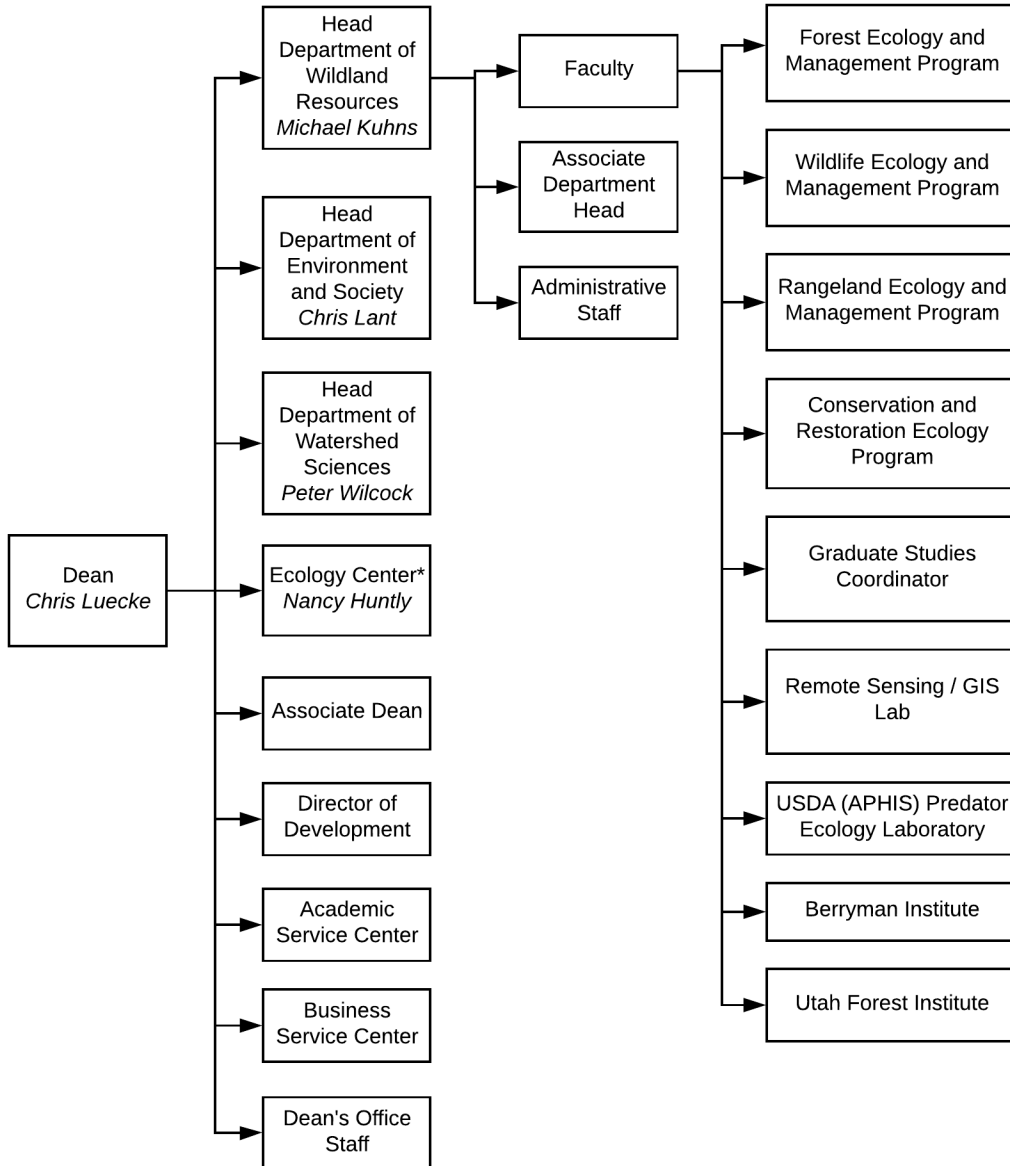 Head
Department of
Wildland
Resources
Michael Kuhns
Head
Department of
Environment
and Society
Chris Lant
Head
Department of
Watershed
Sciences
Peter Wilcock
Dean
Chris Luecke
Ecology Center*
Nancy Huntly
Associate Dean
Director of
Development
Academic
Service Center
Business
Service Center
Dean's Office
Staff
Faculty
Associate
Department
Head
Administrative
Staff
Forest Ecology and
Management Program
Wildlife Ecology and
Management Program
Rangeland Ecology and
Management Program
Conservation and
Restoration Ecology
Program
Graduate Studies
Coordinator
Remote Sensing / GIS
Lab
USDA (APHIS) Predator
Ecology Laboratory
Berryman Institute
Utah Forest Institute